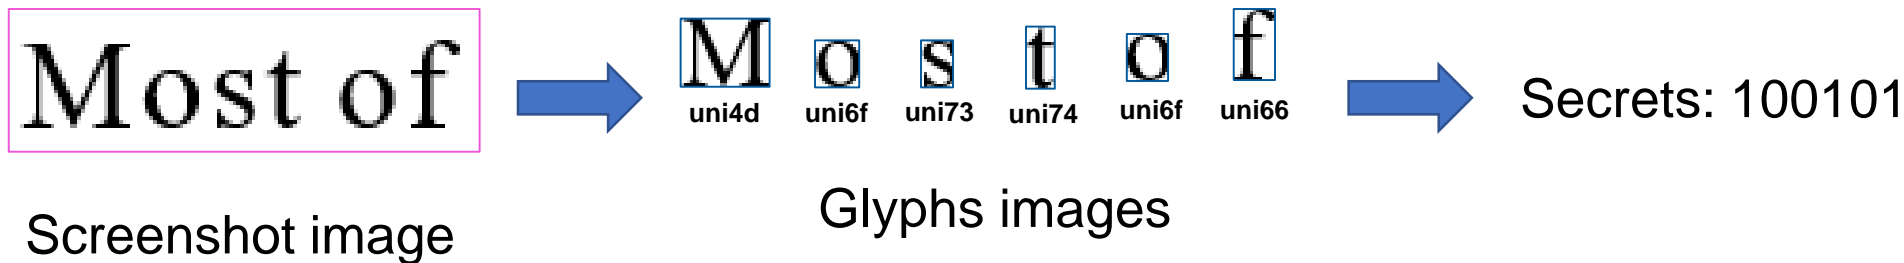 Most of
M o s t o f
uni4d uni6f uni73 uni74 uni6f uni66
Secrets: 100101
Screenshot image
Glyphs images